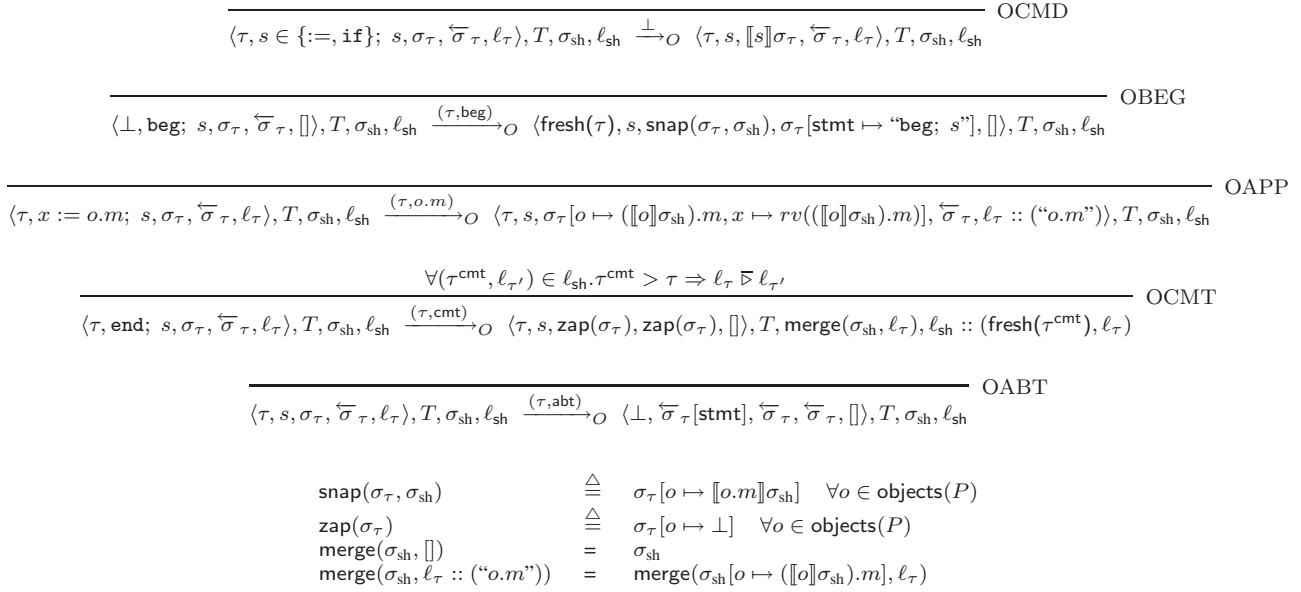 OCMD
⟨τ, s ∈ {:=, if}; s, σ_τ, ←σ_τ, ℓ_τ⟩, T, σ_sh, ℓ_sh —⊥→_O ⟨τ, s, ⟦s⟧σ_τ, ←σ_τ, ℓ_τ⟩, T, σ_sh, ℓ_sh
OBEG
⟨⊥, beg; s, σ_τ, ←σ_τ, []⟩, T, σ_sh, ℓ_sh —(τ,beg)→_O ⟨fresh(τ), s, snap(σ_τ, σ_sh), σ_τ[stmt ↦ “beg; s”], []⟩, T, σ_sh, ℓ_sh
OAPP
⟨τ, x := o.m; s, σ_τ, ←σ_τ, ℓ_τ⟩, T, σ_sh, ℓ_sh —(τ,o.m)→_O ⟨τ, s, σ_τ[o ↦ (⟦o⟧σ_sh).m, x ↦ rv((⟦o⟧σ_sh).m)], ←σ_τ, ℓ_τ :: (“o.m”)⟩, T, σ_sh, ℓ_sh
∀(τ^cmt, ℓ_τ′) ∈ ℓ_sh.τ^cmt > τ ⇒ ℓ_τ ▷̄ ℓ_τ′
OCMT
⟨τ, end; s, σ_τ, ←σ_τ, ℓ_τ⟩, T, σ_sh, ℓ_sh —(τ,cmt)→_O ⟨τ, s, zap(σ_τ), zap(σ_τ), []⟩, T, merge(σ_sh, ℓ_τ), ℓ_sh :: (fresh(τ^cmt), ℓ_τ)
OABT
⟨τ, s, σ_τ, ←σ_τ, ℓ_τ⟩, T, σ_sh, ℓ_sh —(τ,abt)→_O ⟨⊥, ←σ_τ[stmt], ←σ_τ, ←σ_τ, []⟩, T, σ_sh, ℓ_sh
snap(σ_τ, σ_sh) ≜ σ_τ[o ↦ ⟦o.m⟧σ_sh] ∀o ∈ objects(P)
zap(σ_τ) ≜ σ_τ[o ↦ ⊥] ∀o ∈ objects(P)
merge(σ_sh, []) = σ_sh
merge(σ_sh, ℓ_τ :: (“o.m”)) = merge(σ_sh[o ↦ (⟦o⟧σ_sh).m], ℓ_τ)